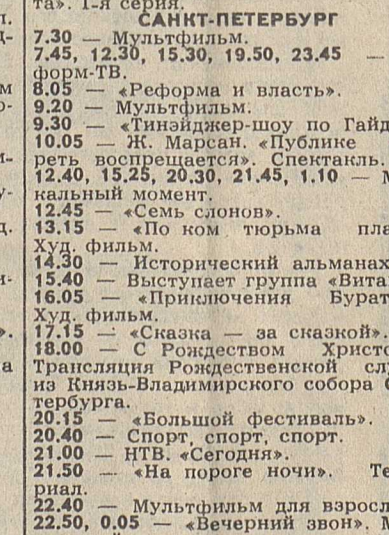 та». 1-я серия.
САНКТ-ПЕТЕРБУРГ
7.30 — Мультфильм.
7.45, 12.30, 15.30, 19.50, 23.45 —
форм-ТВ.
8.05 — «Реформа и власть».
9.20 — Мультфильм.
9.30 — «Тинэйджер-шоу по Гайд
10.05 — Ж. Марсан. «Публике
реть воспрещается». Спектакль.
12.40, 15.25, 20.30, 21.45, 1.10 — М
кальный момент.
12.45 — «Семь слонов».
13.15 — «По ком тюрьма пла
Худ. фильм.
14.30 — Исторический альманах
15.40 — Выступает группа «Вита
16.05 — «Приключения Бурат
Худ. фильм.
17.15 — «Сказка — за сказкой».
18.00 — С Рождеством Христо
Трансляция Рождественской слу
из Князь-Владимирского собора С
тербурга.
20.15 — «Большой фестиваль».
20.40 — Спорт, спорт, спорт.
21.00 — НТВ. «Сегодня».
21.50 — «На пороге ночи». Те
риал.
22.40 — Мультфильм для взросл
22.50, 0.05 — «Вечерний звон». М